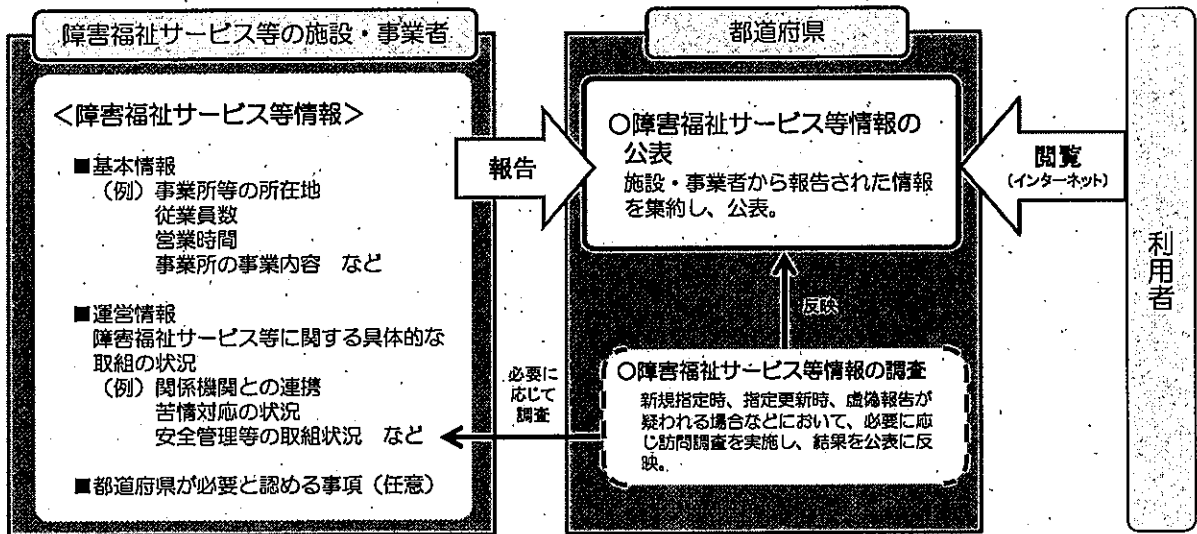 障害福祉サービス等の施設・事業者
<障害福祉サービス等情報>
■基本情報
(例)事業所等の所在地
従業員数
営業時間
事業所の事業内容 など
■運営情報
障害福祉サービス等に関する具体的な
取組の状況
(例)関係機関との連携
苦情対応の状況
安全管理等の取組状況 など
■都道府県が必要と認める事項(任意)
報告
必要に
応じて
調査
都道府県
○障害福祉サービス等情報の
公表
施設・事業者から報告された情報
を集約し、公表。
反映
○障害福祉サービス等情報の調査
新規指定時、指定更新時、虚偽報告が
疑われる場合などにおいて、必要に応
じ訪問調査を実施し、結果を公表に反
映。
閲覧
(インターネット)
利用者